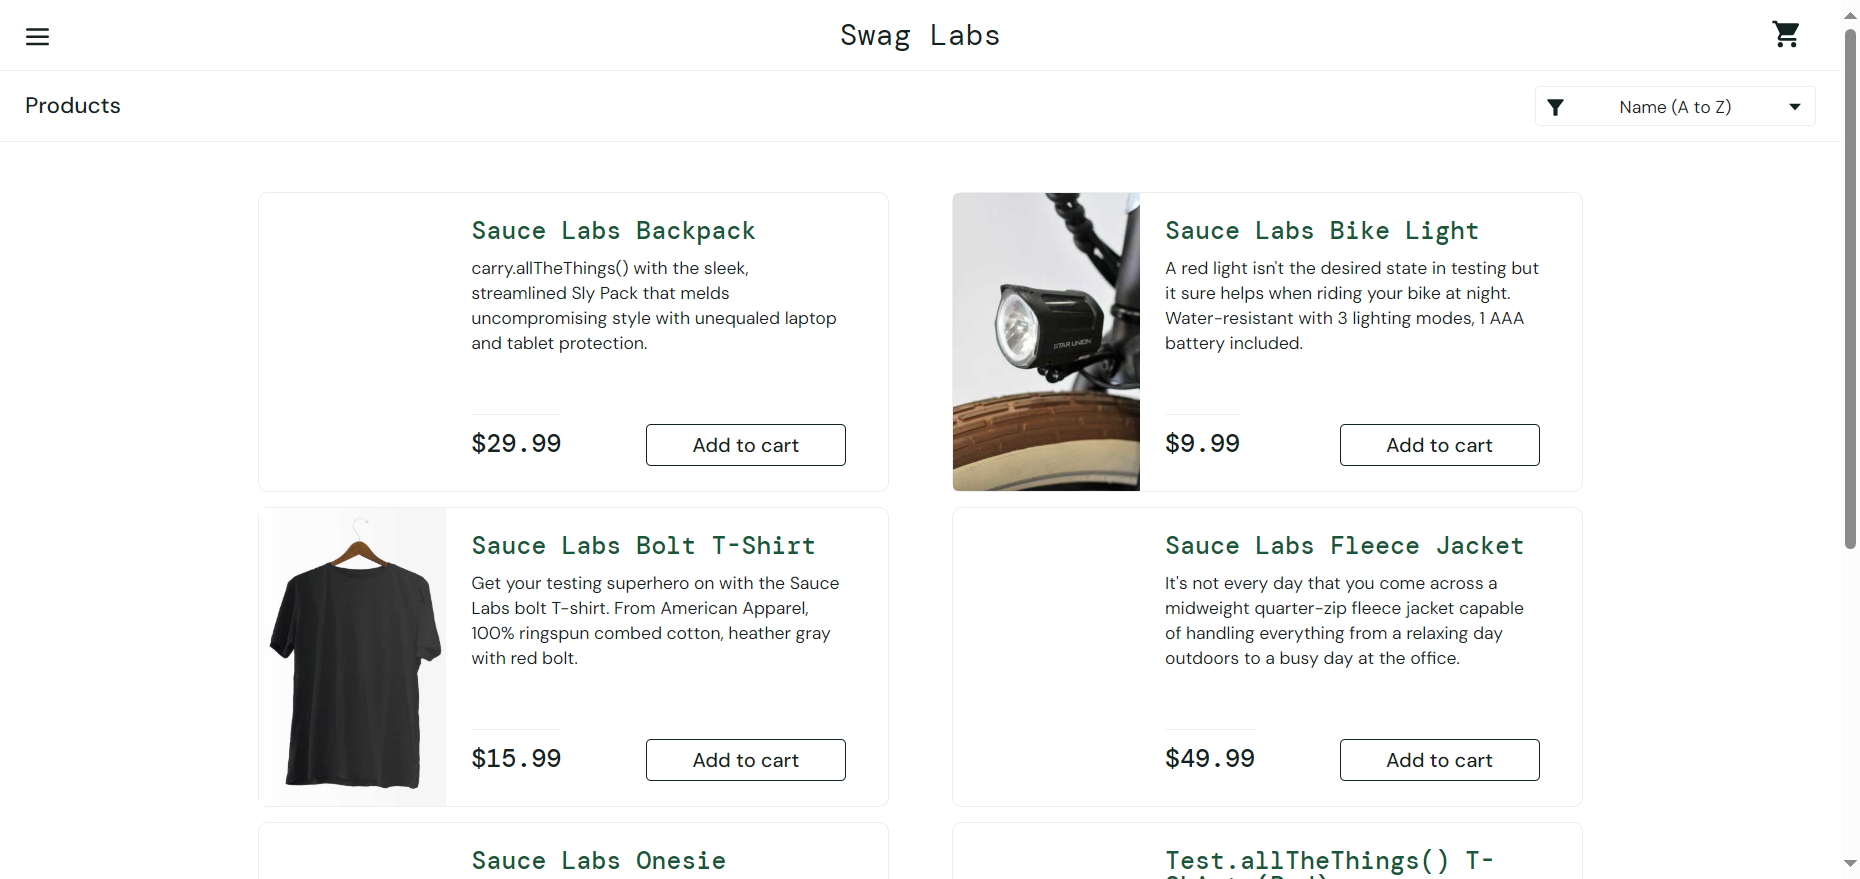 Swag Labs
Products
Name (A to Z)
Sauce Labs Backpack
carry.allTheThings() with the sleek,
streamlined Sly Pack that melds
uncompromising style with unequaled laptop
and tablet protection.
$29.99
Add to cart
Sauce Labs Bike Light
A red light isn't the desired state in testing but
it sure helps when riding your bike at night.
Water-resistant with 3 lighting modes, 1 AAA
battery included.
STAR UNION
$9.99
Add to cart
Sauce Labs Bolt T-Shirt
Get your testing superhero on with the Sauce
Labs bolt T-shirt. From American Apparel,
100% ringspun combed cotton, heather gray
with red bolt.
$15.99
Add to cart
Sauce Labs Fleece Jacket
It's not every day that you come across a
midweight quarter-zip fleece jacket capable
of handling everything from a relaxing day
outdoors to a busy day at the office.
$49.99
Add to cart
Sauce Labs Onesie
Test.allTheThings() T-